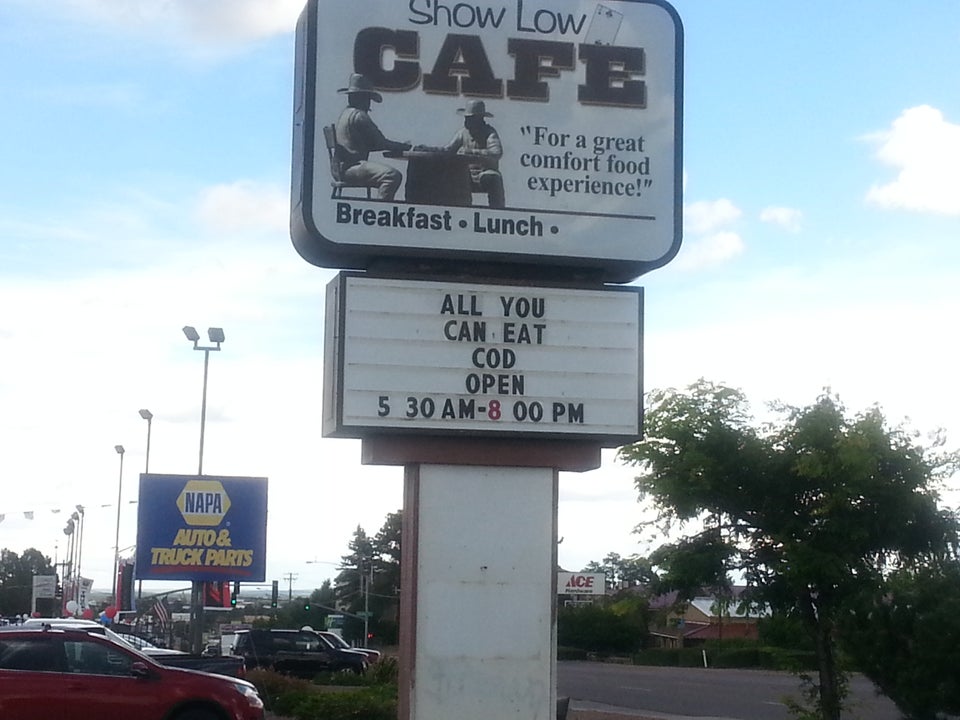 Show Low
CAFE
"For a great
comfort food
experience!"
Breakfast • Lunch •
ALL YOU
CAN EAT
COD
OPEN
5 30 AM-8 00 PM
NAPA
AUTO &
TRUCK PARTS
ACE
Hardware